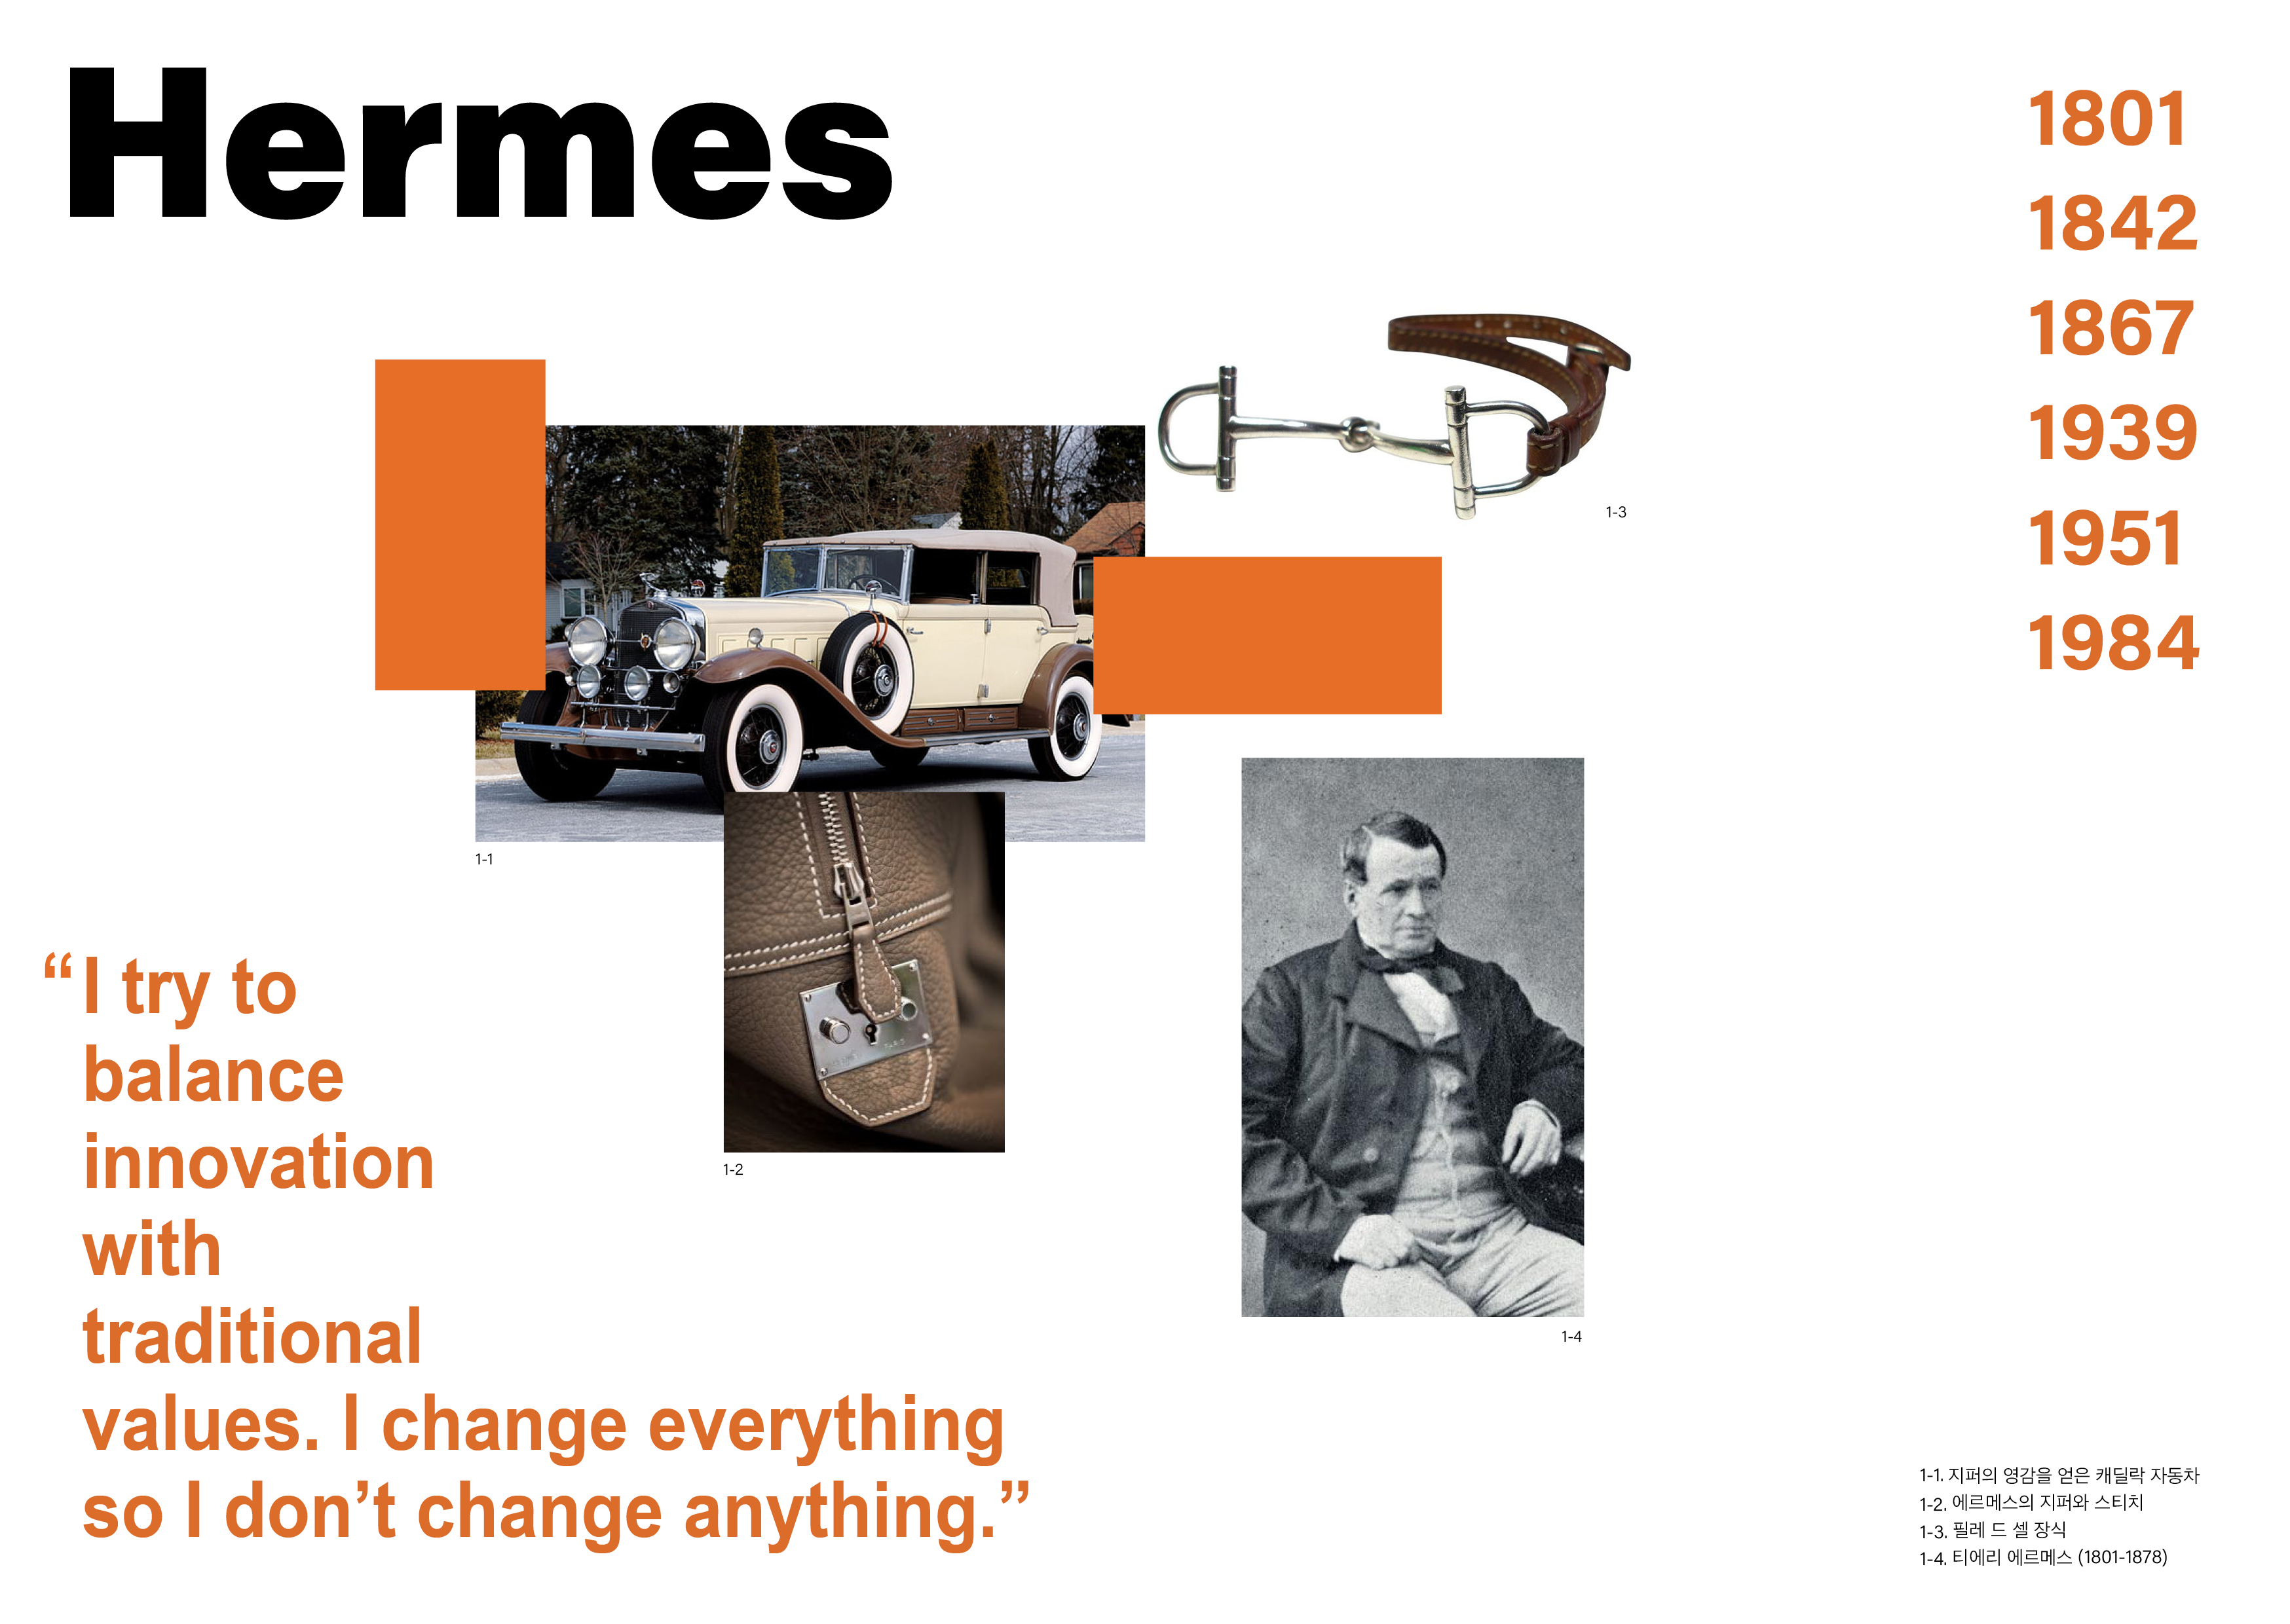 Hermes
1801
1842
1867
1939
1951
1984
1-3
1-1
1-2
1-4
“I try to
balance
innovation
with
traditional
values. I change everything
so I don’t change anything.”
1-1. 지퍼의 영감을 얻은 캐딜락 자동차
1-2. 에르메스의 지퍼와 스티치
1-3. 필레 드 셀 장식
1-4. 티에리 에르메스 (1801-1878)